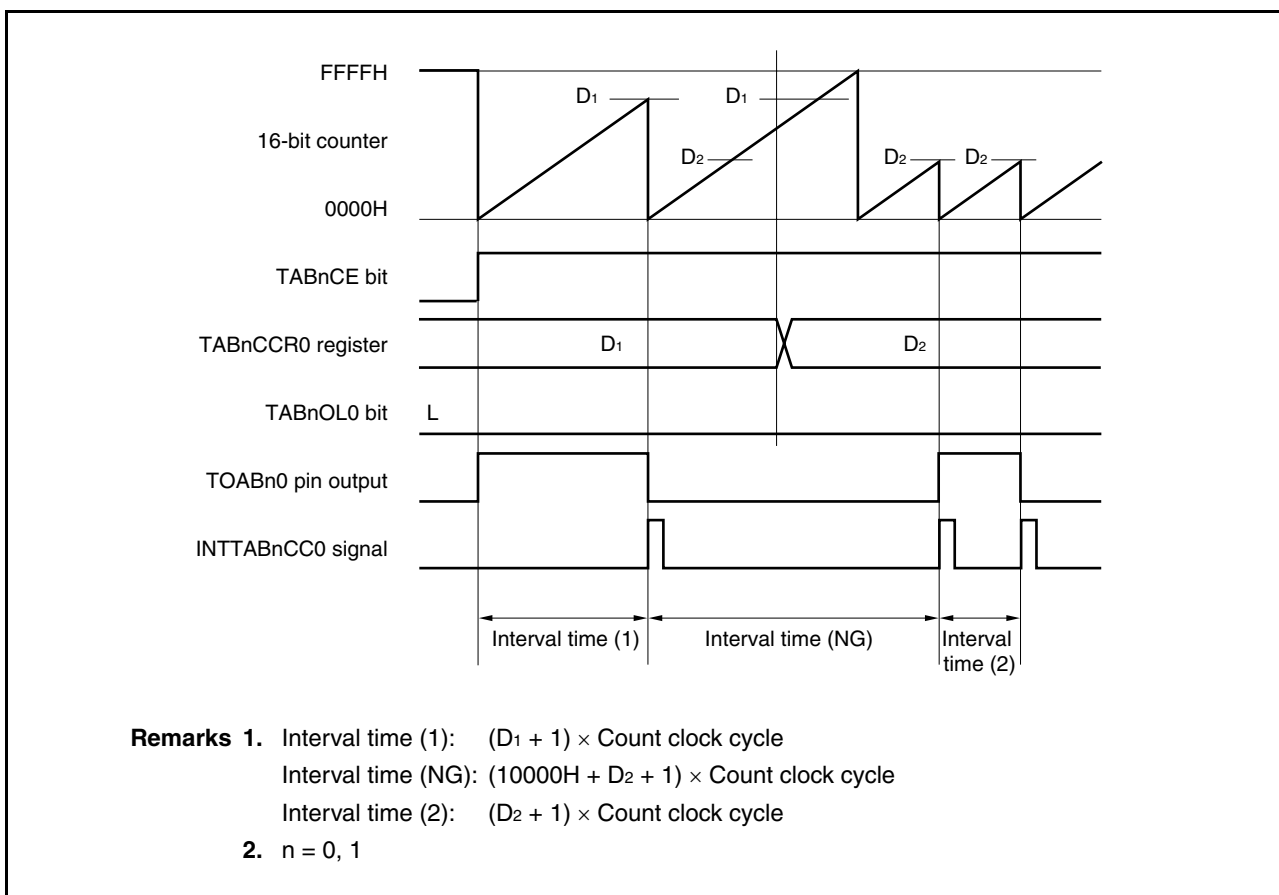 FFFFH
D1
D1
16-bit counter
D2
D2
D2
0000H
TABnCE bit
TABnCCR0 register
D1
D2
TABnOL0 bit
L
TOABn0 pin output
INTTABnCC0 signal
Interval time (1)
Interval time (NG)
Interval
time (2)
Remarks 1. Interval time (1): (D1 + 1) × Count clock cycle
Interval time (NG): (10000H + D2 + 1) × Count clock cycle
Interval time (2): (D2 + 1) × Count clock cycle
2. n = 0, 1